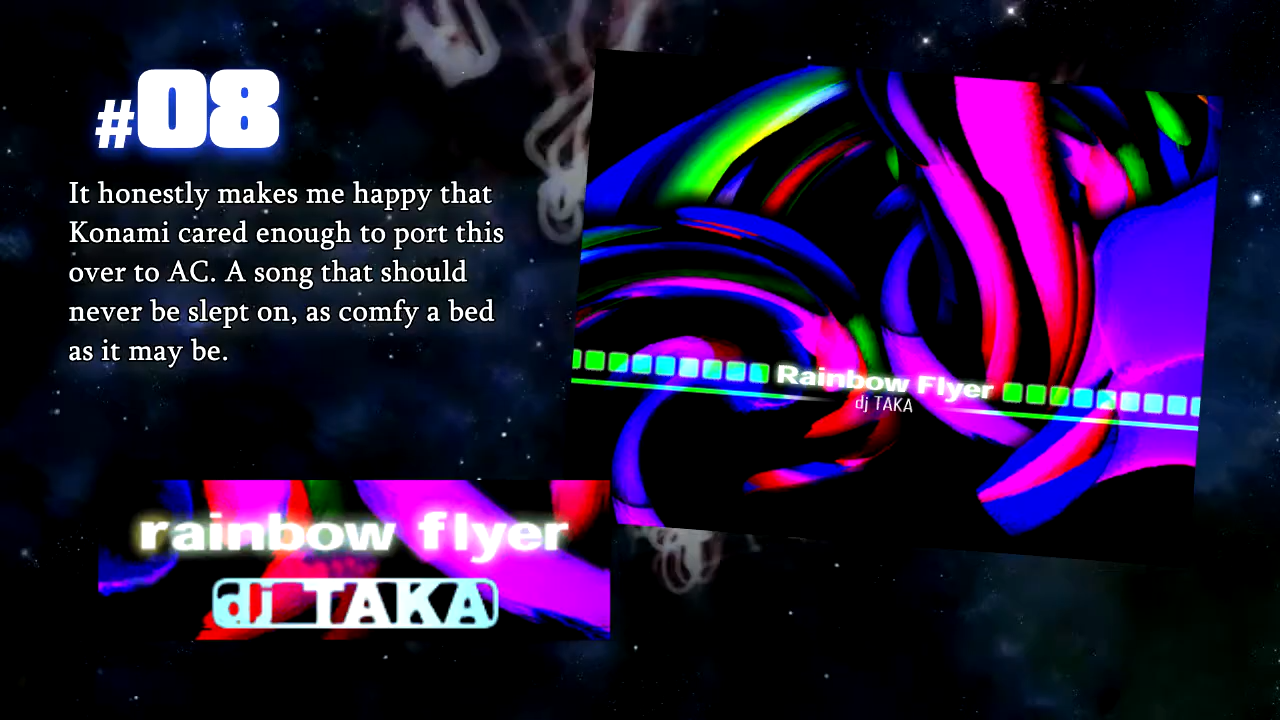 #08
It honestly makes me happy that
Konami cared enough to port this
over to AC. A song that should
never be slept on, as comfy a bed
as it may be.
Rainbow Flyer
dj TAKA
rainbow flyer
dj TAKA